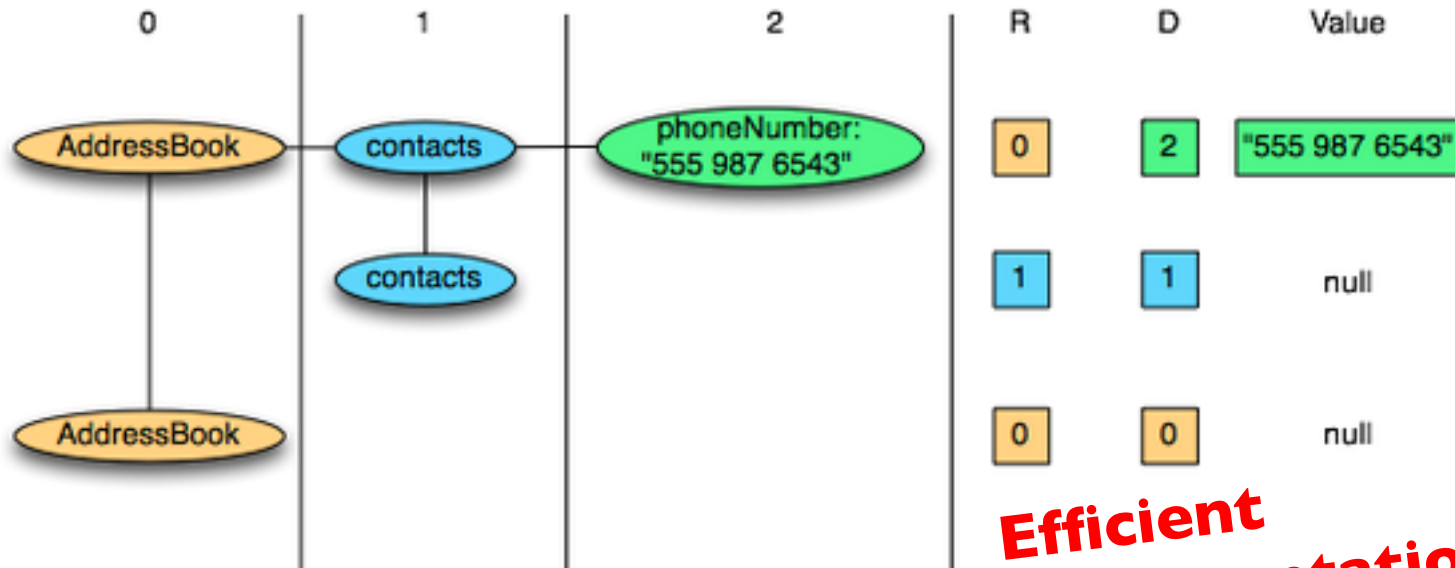 0 1 2 R D Value
AddressBook contacts phoneNumber:
"555 987 6543" 0 2 "555 987 6543"
contacts 1 1 null
AddressBook 0 0 null
Efficient